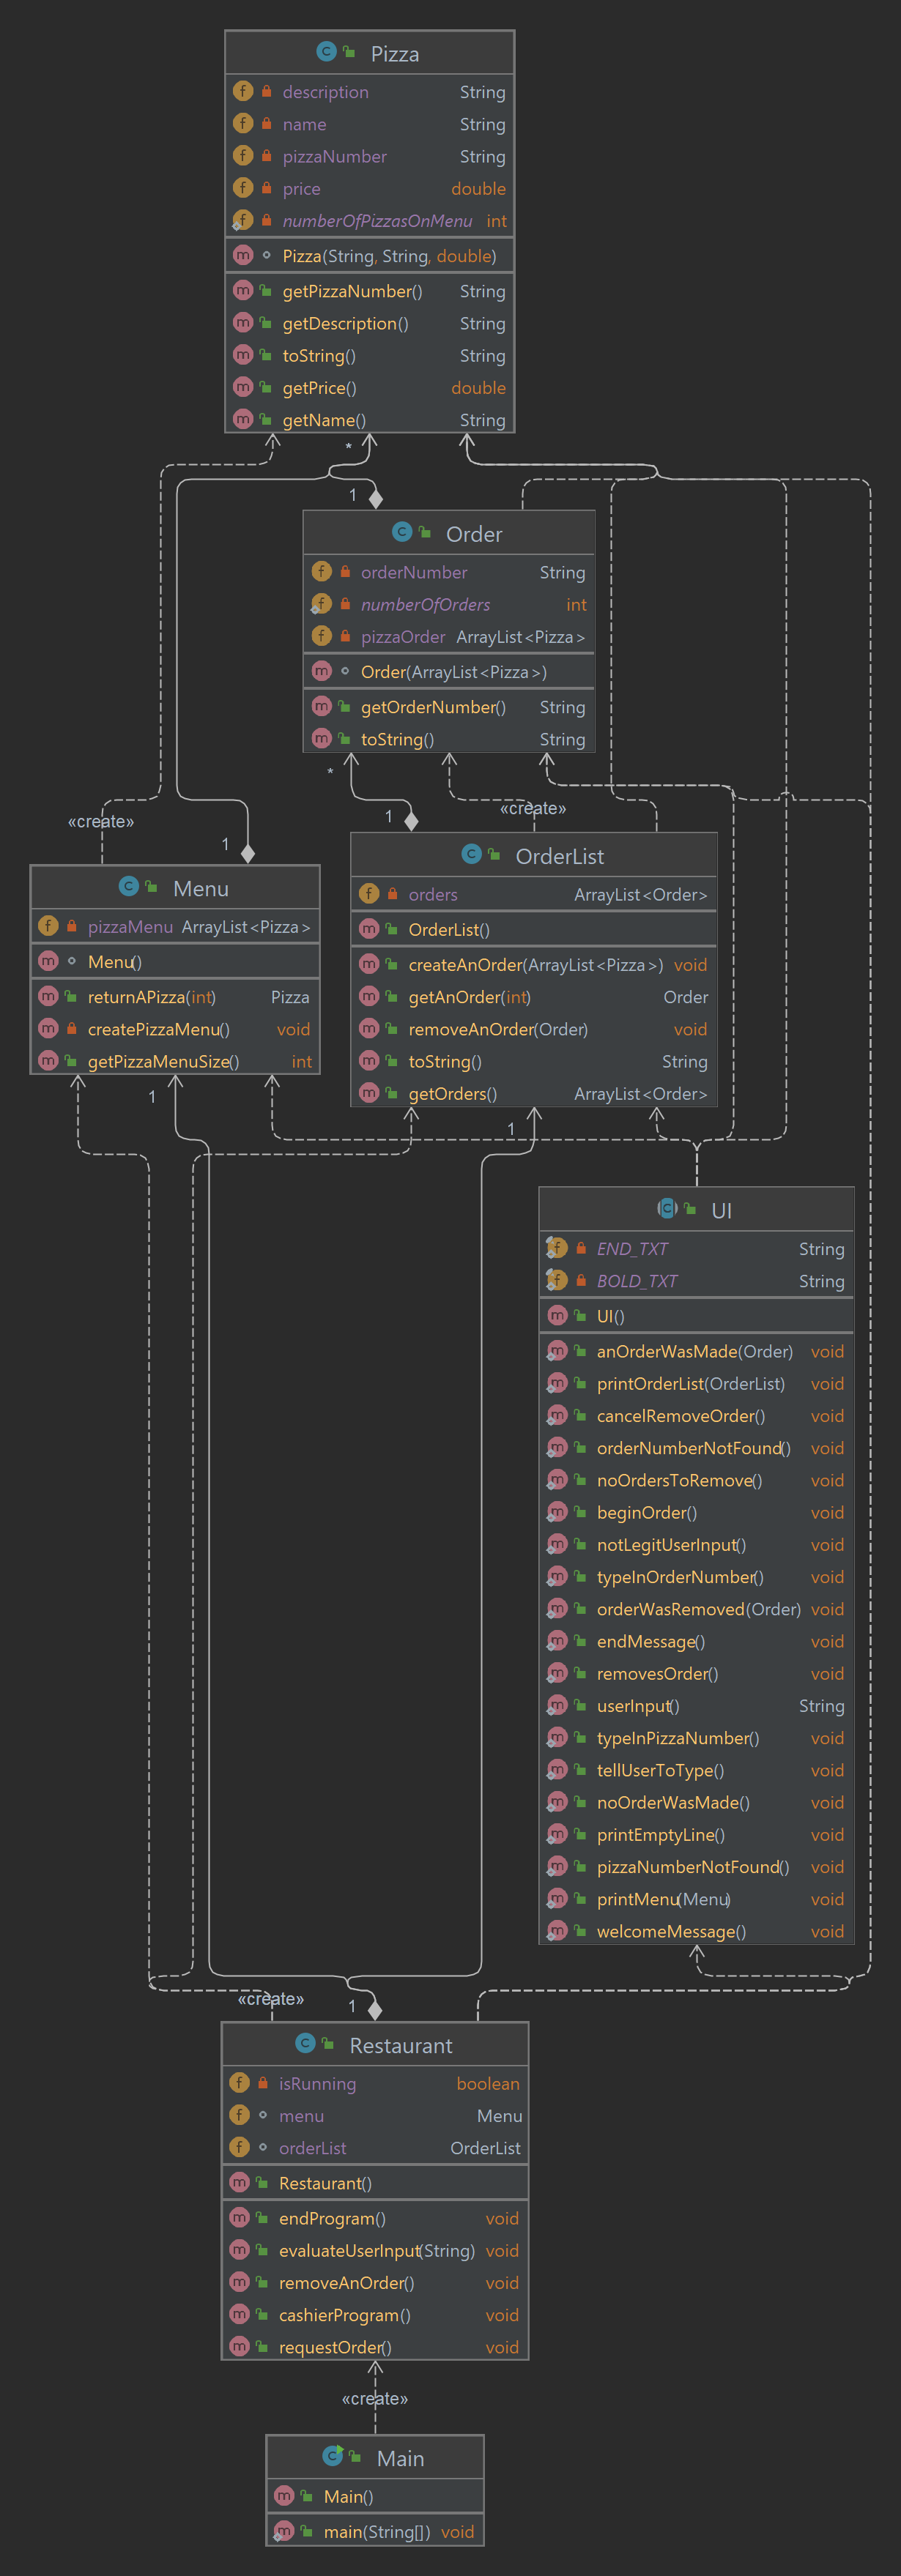 Pizza
description String
name String
pizzaNumber String
price double
numberOfPizzasOnMenu int
Pizza(String, String, double)
getPizzaNumber() String
getDescription() String
toString() String
getPrice() double
getName() String
*
1
Order
orderNumber String
numberOfOrders int
pizzaOrder ArrayList<Pizza>
Order(ArrayList<Pizza>)
getOrderNumber() String
toString() String
*
«create»
1
«create»
1
Menu
pizzaMenu ArrayList<Pizza>
Menu()
returnAPizza(int) Pizza
createPizzaMenu() void
getPizzaMenuSize() int
1
OrderList
orders ArrayList<Order>
OrderList()
createAnOrder(ArrayList<Pizza>) void
getAnOrder(int) Order
removeAnOrder(Order) void
toString() String
getOrders() ArrayList<Order>
1
UI
END_TXT String
BOLD_TXT String
UI()
anOrderWasMade(Order) void
printOrderList(OrderList) void
cancelRemoveOrder() void
orderNumberNotFound() void
noOrdersToRemove() void
beginOrder() void
notLegitUserInput() void
typeInOrderNumber() void
orderWasRemoved(Order) void
endMessage() void
removesOrder() void
userInput() String
typeInPizzaNumber() void
tellUserToType() void
noOrderWasMade() void
printEmptyLine() void
pizzaNumberNotFound() void
printMenu(Menu) void
welcomeMessage() void
«create»
1
Restaurant
isRunning boolean
menu Menu
orderList OrderList
Restaurant()
endProgram() void
evaluateUserInput(String) void
removeAnOrder() void
cashierProgram() void
requestOrder() void
«create»
Main
Main()
main(String[]) void